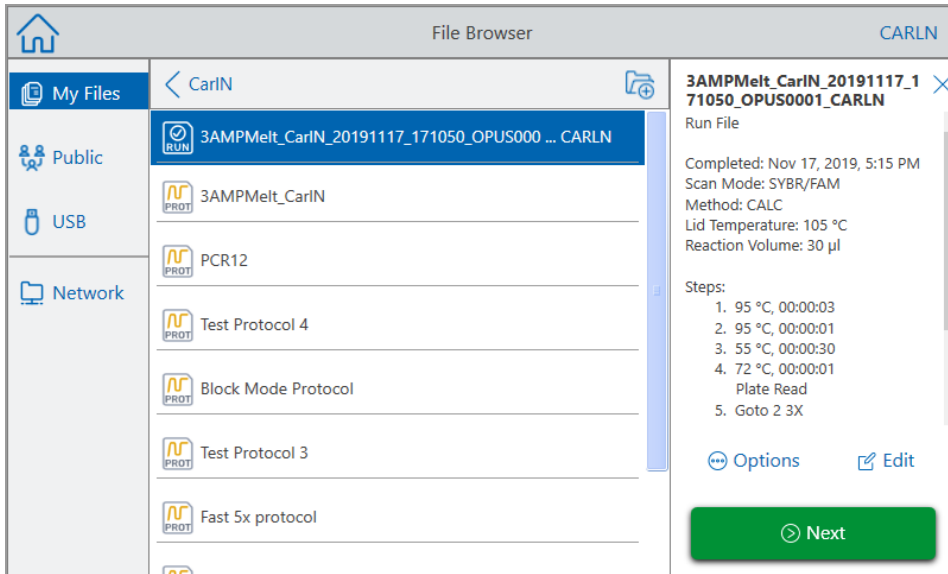 File Browser
CARLN
My Files
Public
USB
Network
CarIN
RUN
3AMPMelt_CarIN_20191117_171050_OPUS000 ... CARLN
PROT
3AMPMelt_CarIN
PROT
PCR12
PROT
Test Protocol 4
PROT
Block Mode Protocol
PROT
Test Protocol 3
PROT
Fast 5x protocol
3AMPMelt_CarIN_20191117_1
71050_OPUS0001_CARLN
Run File
Completed: Nov 17, 2019, 5:15 PM
Scan Mode: SYBR/FAM
Method: CALC
Lid Temperature: 105 °C
Reaction Volume: 30 µl
Steps:
1. 95 °C, 00:00:03
2. 95 °C, 00:00:01
3. 55 °C, 00:00:30
4. 72 °C, 00:00:01
Plate Read
5. Goto 2 3X
Options
Edit
Next